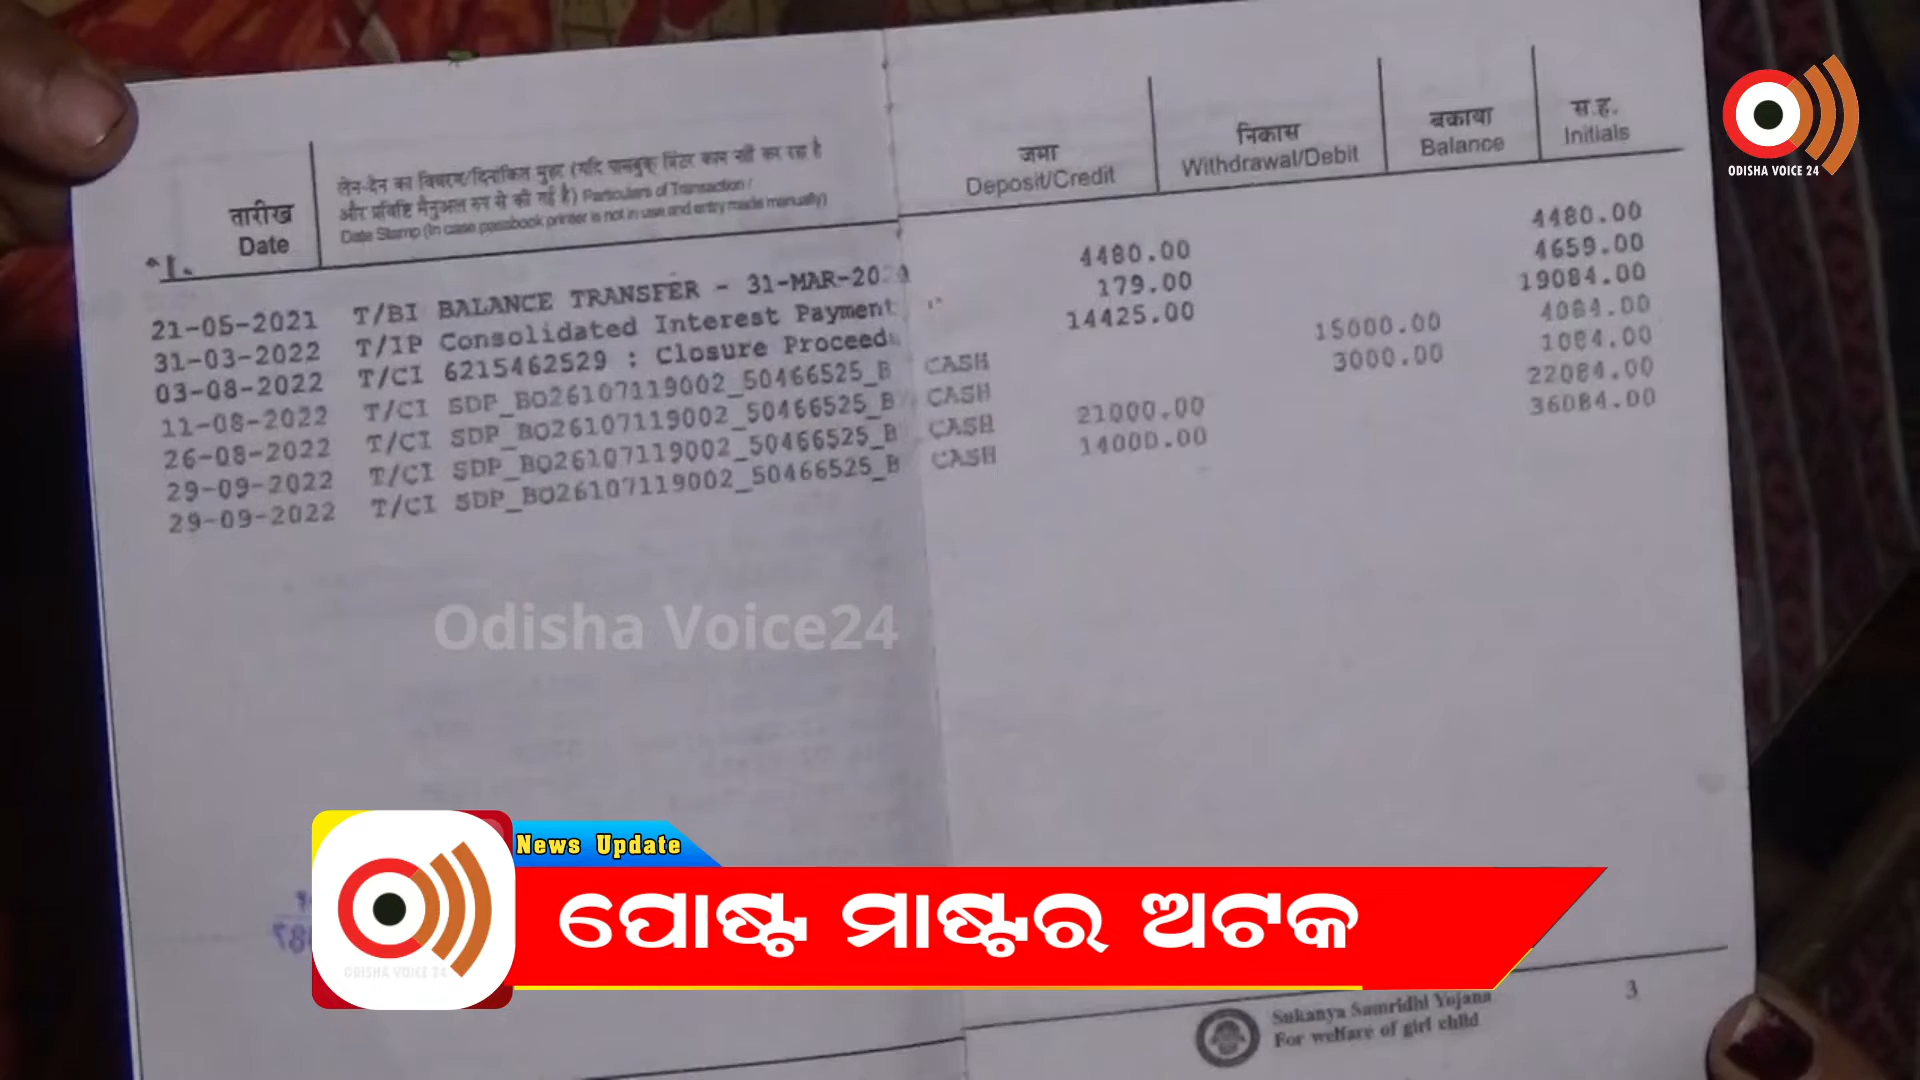 ODISHA VOICE 24
तारीख
Date
लेन-देन का विवरण/दिनांकित मुहर (यदि पासबुक प्रिंटर काम नहीं कर रहा है
और प्रविष्टि मैनुअल रुप से की गई है) Particulars of Transaction /
Date Stamp (In case passbook printer is not in use and entry made manually)
जमा
Deposit/Credit
निकास
Withdrawal/Debit
बकाया
Balance
स.ह.
Initials
21-05-2021 T/BI BALANCE TRANSFER - 31-MAR- 4480.00 4480.00
31-03-2022 T/IP Consolidated Interest Payment 179.00 4659.00
03-08-2022 T/CI 6215462529 : Closure Proceeds 14425.00 19084.00
11-08-2022 T/CI SDP_BO26107119002_50466525_B CASH 15000.00 4084.00
26-08-2022 T/CI SDP_BO26107119002_50466525_B CASH 3000.00 1084.00
29-09-2022 T/CI SDP_BO26107119002_50466525_B CASH 21000.00 22084.00
29-09-2022 T/CI SDP_BO26107119002_50466525_B CASH 14000.00 36084.00
Odisha Voice24
News Update
ପୋଷ୍ଟ ମାଷ୍ଟର ଅଟକ
ODISHA VOICE 24
Sukanya Samridhi Yojana
For welfare of girl child
3